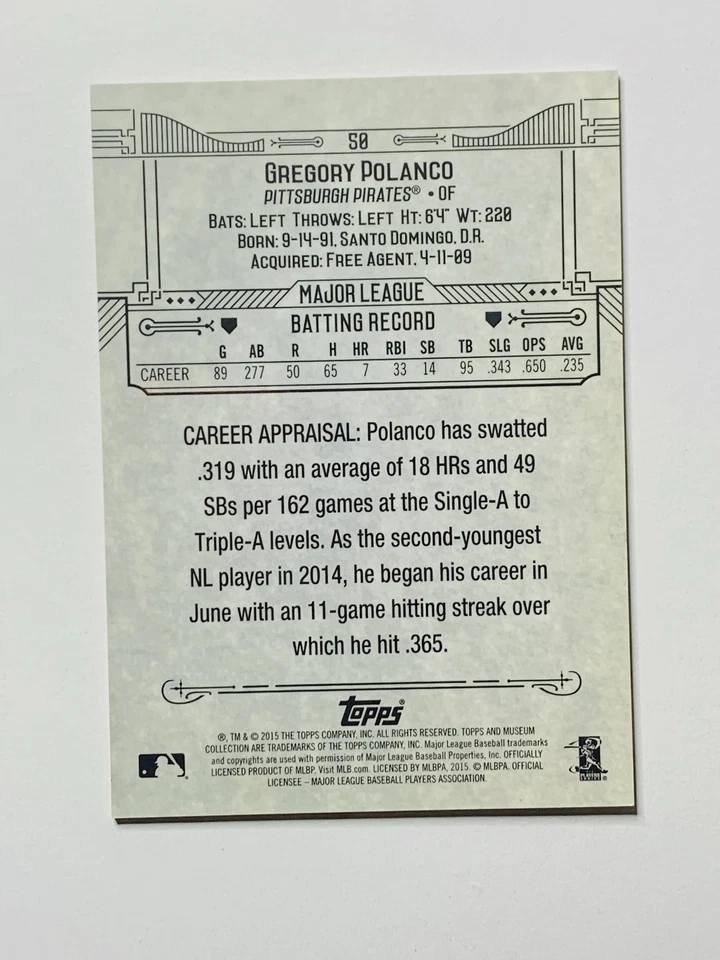 50
GREGORY POLANCO
PITTSBURGH PIRATES® • OF
BATS: LEFT THROWS: LEFT HT: 6'4" WT: 220
BORN: 9-14-91, SANTO DOMINGO, D.R.
ACQUIRED: FREE AGENT, 4-11-09
MAJOR LEAGUE
BATTING RECORD
G AB R H HR RBI SB TB SLG OPS AVG
CAREER 89 277 50 65 7 33 14 95 .343 .650 .235
CAREER APPRAISAL: Polanco has swatted
.319 with an average of 18 HRs and 49
SBs per 162 games at the Single-A to
Triple-A levels. As the second-youngest
NL player in 2014, he began his career in
June with an 11-game hitting streak over
which he hit .365.
Topps®
®, TM & © 2015 THE TOPPS COMPANY, INC. ALL RIGHTS RESERVED. TOPPS AND MUSEUM
COLLECTION ARE TRADEMARKS OF THE TOPPS COMPANY, INC. Major League Baseball trademarks
and copyrights are used with permission of Major League Baseball Properties, Inc. OFFICIALLY
LICENSED PRODUCT OF MLBP. Visit MLB.com. LICENSED BY MLBPA, 2015. © MLBPA. OFFICIAL
LICENSEE – MAJOR LEAGUE BASEBALL PLAYERS ASSOCIATION.